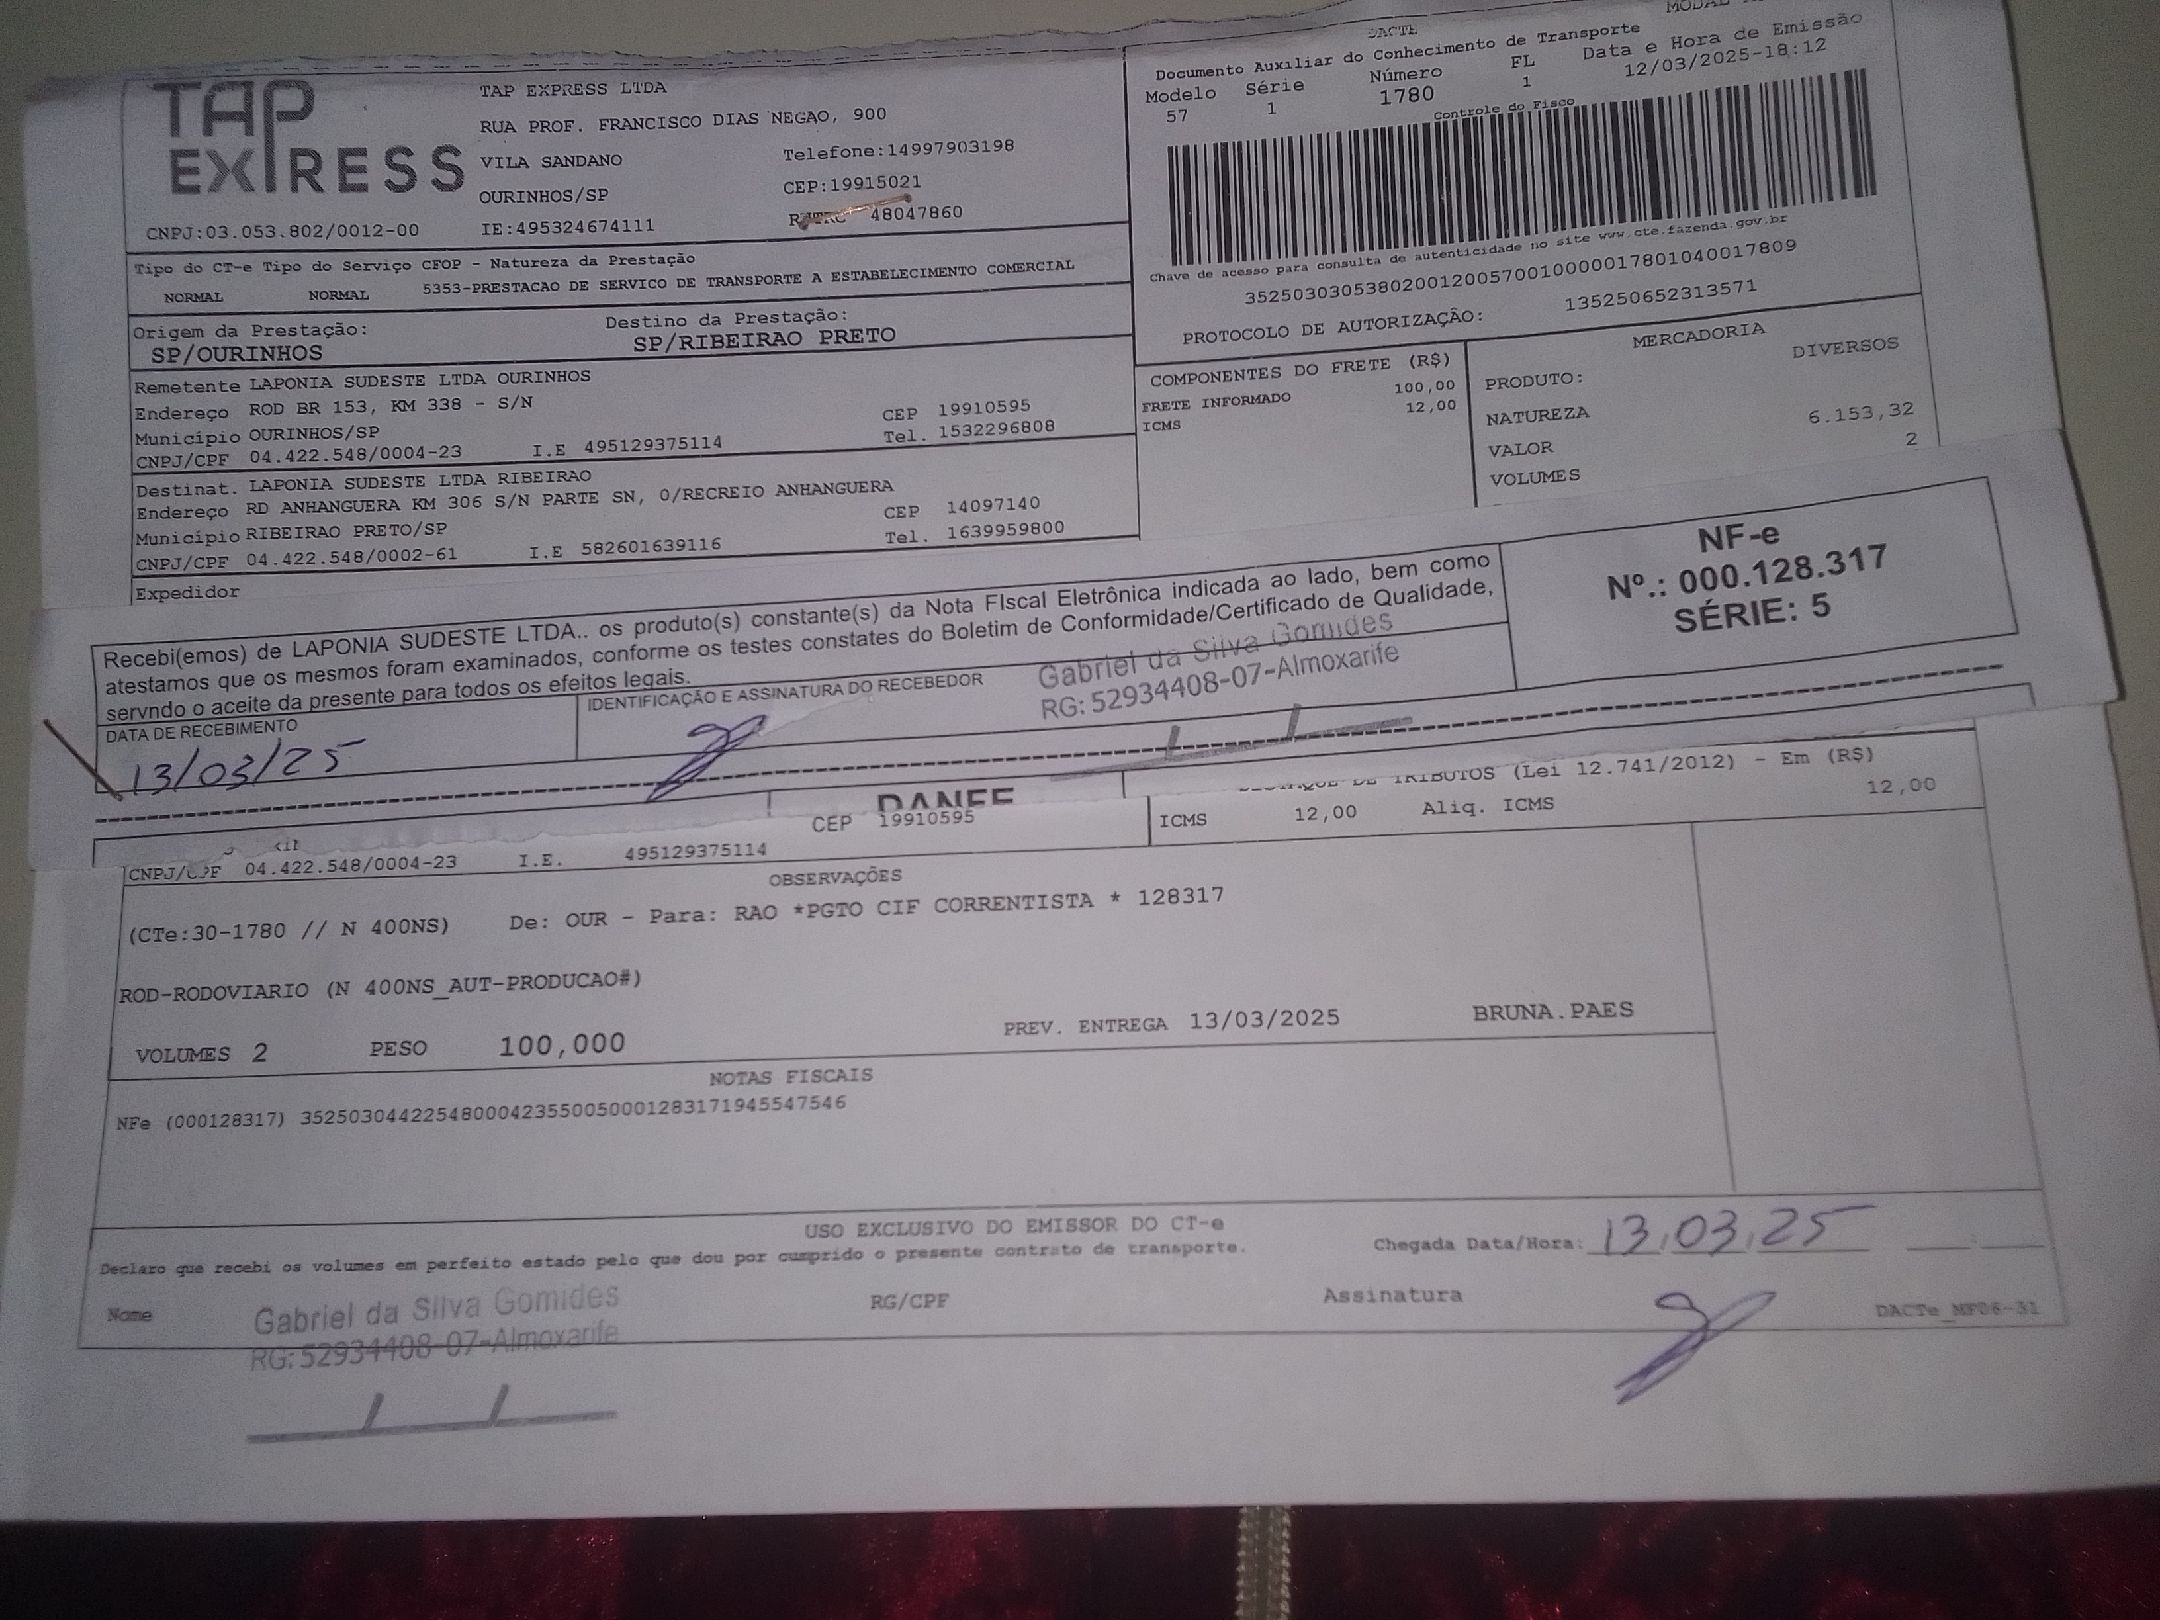 TAP
EXPRESS
TAP EXPRESS LTDA
RUA PROF. FRANCISCO DIAS NEGAO, 900
VILA SANDANO Telefone:14997903198
OURINHOS/SP CEP:19915021
CNPJ:03.053.802/0012-00 IE:495324674111 48047860
DACTE
Documento Auxiliar do Conhecimento de Transporte
Modelo Série Número FL Data e Hora de Emissão
57 1 1780 1 12/03/2025-18:12
Controle do Fisco
Chave de acesso para consulta de autenticidade no site www.cte.fazenda.gov.br
35250303053802001200570010000017801040017809
PROTOCOLO DE AUTORIZAÇÃO: 135250652313571
Tipo do CT-e Tipo do Serviço CFOP - Natureza da Prestação
NORMAL NORMAL 5353-PRESTACAO DE SERVICO DE TRANSPORTE A ESTABELECIMENTO COMERCIAL
Origem da Prestação: Destino da Prestação:
SP/OURINHOS SP/RIBEIRAO PRETO
Remetente LAPONIA SUDESTE LTDA OURINHOS
Endereço ROD BR 153, KM 338 - S/N CEP 19910595
Município OURINHOS/SP Tel. 1532296808
CNPJ/CPF 04.422.548/0004-23 I.E 495129375114
Destinat. LAPONIA SUDESTE LTDA RIBEIRAO
Endereço RD ANHANGUERA KM 306 S/N PARTE SN, 0/RECREIO ANHANGUERA
Município RIBEIRAO PRETO/SP CEP 14097140
CNPJ/CPF 04.422.548/0002-61 I.E 582601639116 Tel. 1639959800
Expedidor
COMPONENTES DO FRETE (R$)
FRETE INFORMADO 100,00
ICMS 12,00
MERCADORIA
PRODUTO: DIVERSOS
NATUREZA
VALOR 6.153,32
VOLUMES 2
Recebi(emos) de LAPONIA SUDESTE LTDA.. os produto(s) constante(s) da Nota FIscal Eletrônica indicada ao lado, bem como
atestamos que os mesmos foram examinados, conforme os testes constates do Boletim de Conformidade/Certificado de Qualidade,
servndo o aceite da presente para todos os efeitos legais.
NF-e
Nº.: 000.128.317
SÉRIE: 5
DATA DE RECEBIMENTO IDENTIFICAÇÃO E ASSINATURA DO RECEBEDOR
13/03/25
Gabriel da Silva Gomides
RG: 52934408-07-Almoxarife
DANFE
CEP 19910595
TRIBUTOS (Lei 12.741/2012) - Em (R$)
ICMS 12,00 Aliq. ICMS 12,00
CNPJ/CPF 04.422.548/0004-23 I.E. 495129375114
OBSERVAÇÕES
(CTe:30-1780 // N 400NS) De: OUR - Para: RAO *PGTO CIF CORRENTISTA * 128317
ROD-RODOVIARIO (N 400NS_AUT-PRODUCAO#)
VOLUMES 2 PESO 100,000 PREV. ENTREGA 13/03/2025 BRUNA.PAES
NOTAS FISCAIS
NFe (000128317) 35250304422548000423550050001283171945547546
USO EXCLUSIVO DO EMISSOR DO CT-e
Declaro que recebi os volumes em perfeito estado pelo que dou por cumprido o presente contrato de transporte.
Chegada Data/Hora: 13/03/25
Nome RG/CPF Assinatura DACTe_MF06-31
Gabriel da Silva Gomides
RG: 52934408-07-Almoxarife